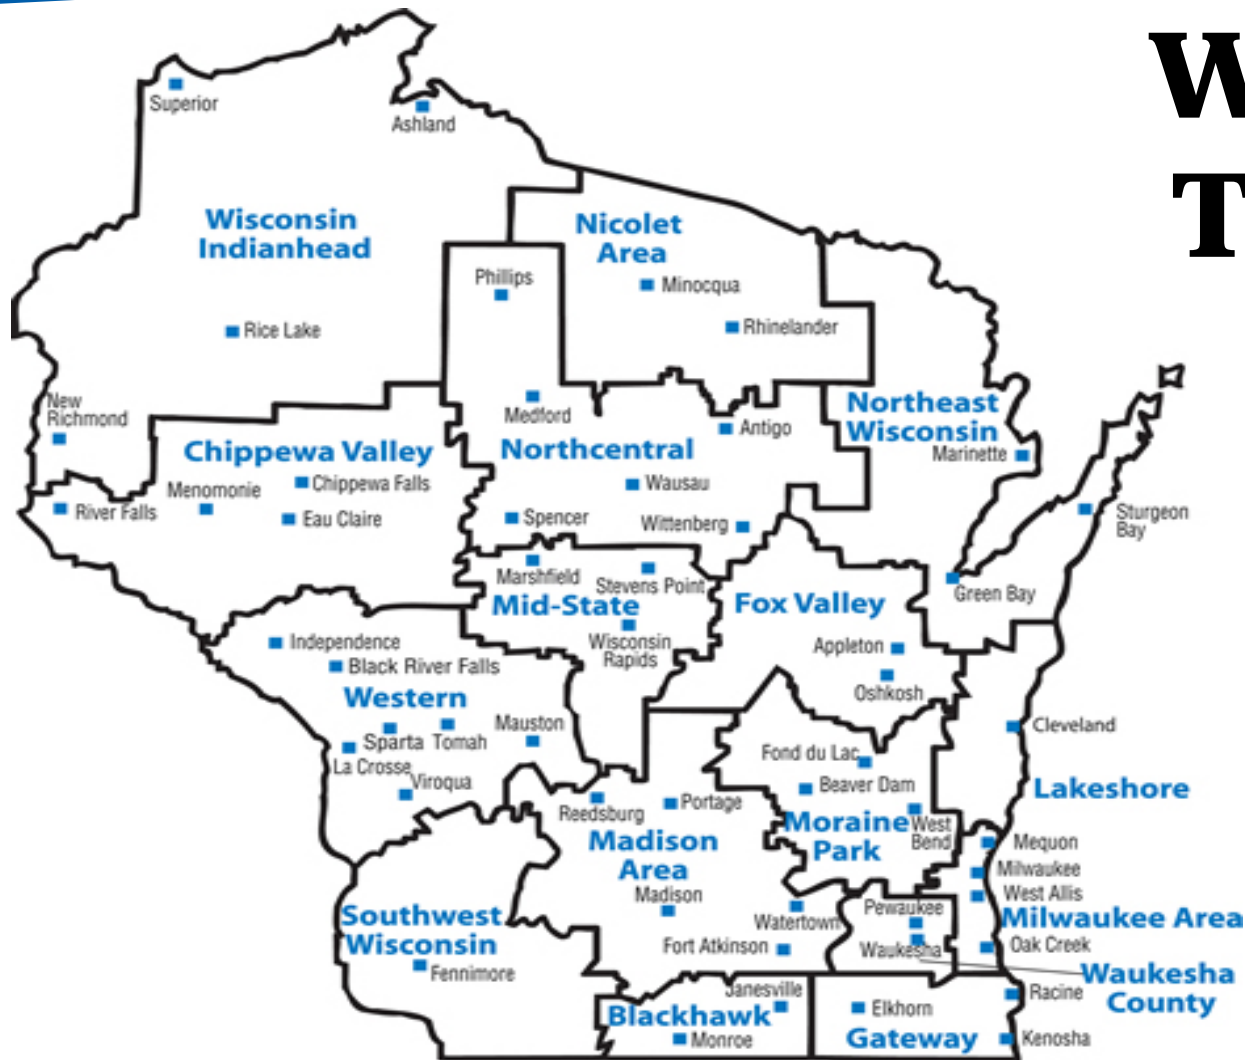 W
T
Superior
Ashland
Wisconsin
Indianhead
Nicolet
Area
Phillips
Minocqua
Rice Lake
Rhinelander
New
Richmond
Medford
Northeast
Wisconsin
Antigo
Chippewa Valley
Northcentral
Marinette
Menomonie
Chippewa Falls
Wausau
River Falls
Eau Claire
Spencer
Wittenberg
Sturgeon
Bay
Marshfield
Stevens Point
Mid-State
Fox Valley
Green Bay
Independence
Wisconsin
Rapids
Appleton
Black River Falls
Western
Oshkosh
Mauston
Cleveland
Sparta
Tomah
La Crosse
Viroqua
Fond du Lac
Beaver Dam
Lakeshore
Reedsburg
Portage
Moraine
Park
West
Bend
Madison
Area
Mequon
Milwaukee
Madison
West Allis
Southwest
Wisconsin
Watertown
Pewaukee
Milwaukee Area
Fort Atkinson
Waukesha
Oak Creek
Fennimore
Waukesha
County
Janesville
Racine
Blackhawk
Elkhorn
Monroe
Gateway
Kenosha